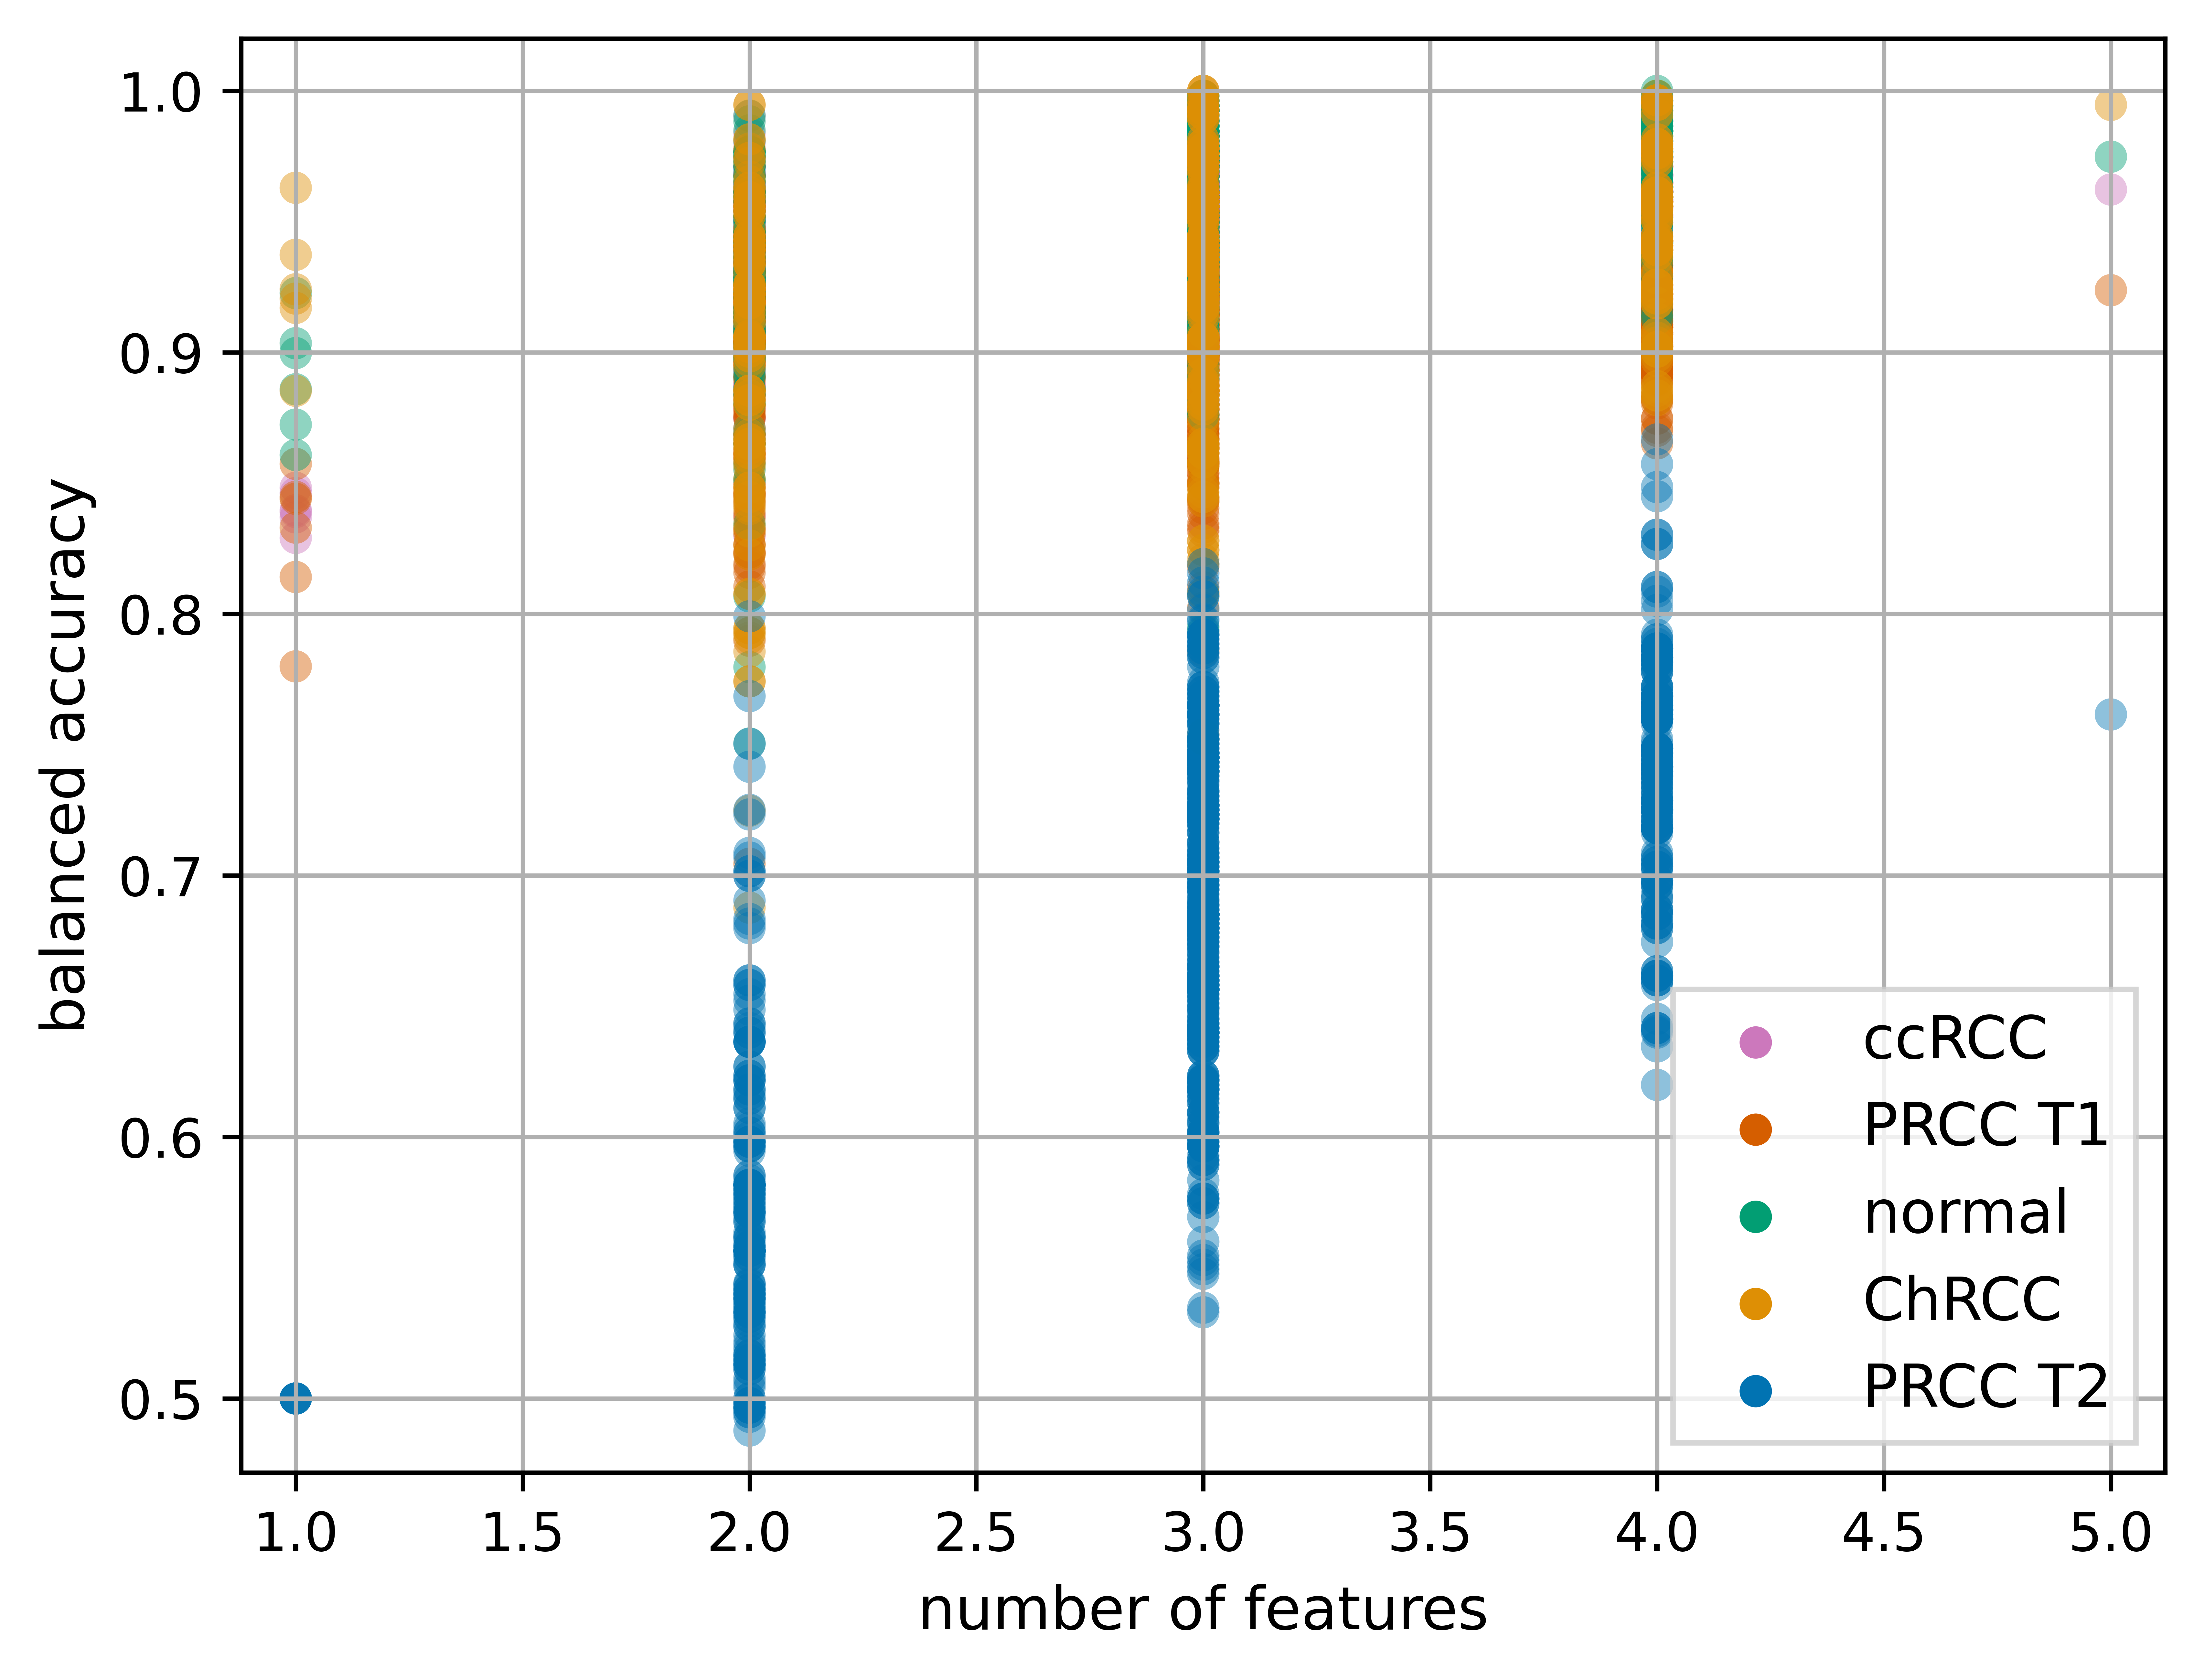 1.0
0.9
0.8
0.7
0.6
0.5
balanced accuracy
ccRCC
PRCC T1
normal
ChRCC
PRCC T2
1.0 1.5 2.0 2.5 3.0 3.5 4.0 4.5 5.0
number of features